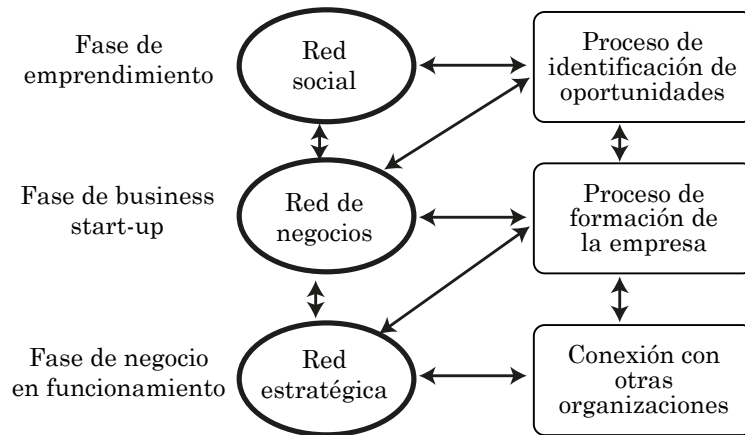 Fase de
emprendimiento
Red
social
Proceso de
identificación de
oportunidades
Fase de business
start-up
Red de
negocios
Proceso de
formación de
la empresa
Fase de negocio
en funcionamiento
Red
estratégica
Conexión con
otras
organizaciones